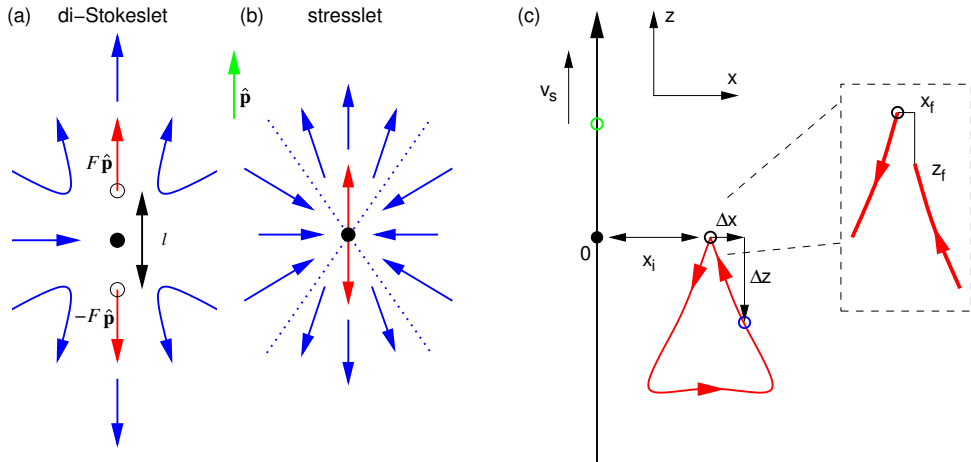 (a) di−Stokeslet
F p̂
l
−F p̂
(b) stresslet
p̂
(c)
z
x
v_s
0
x_i
Δx
Δz
x_f
z_f